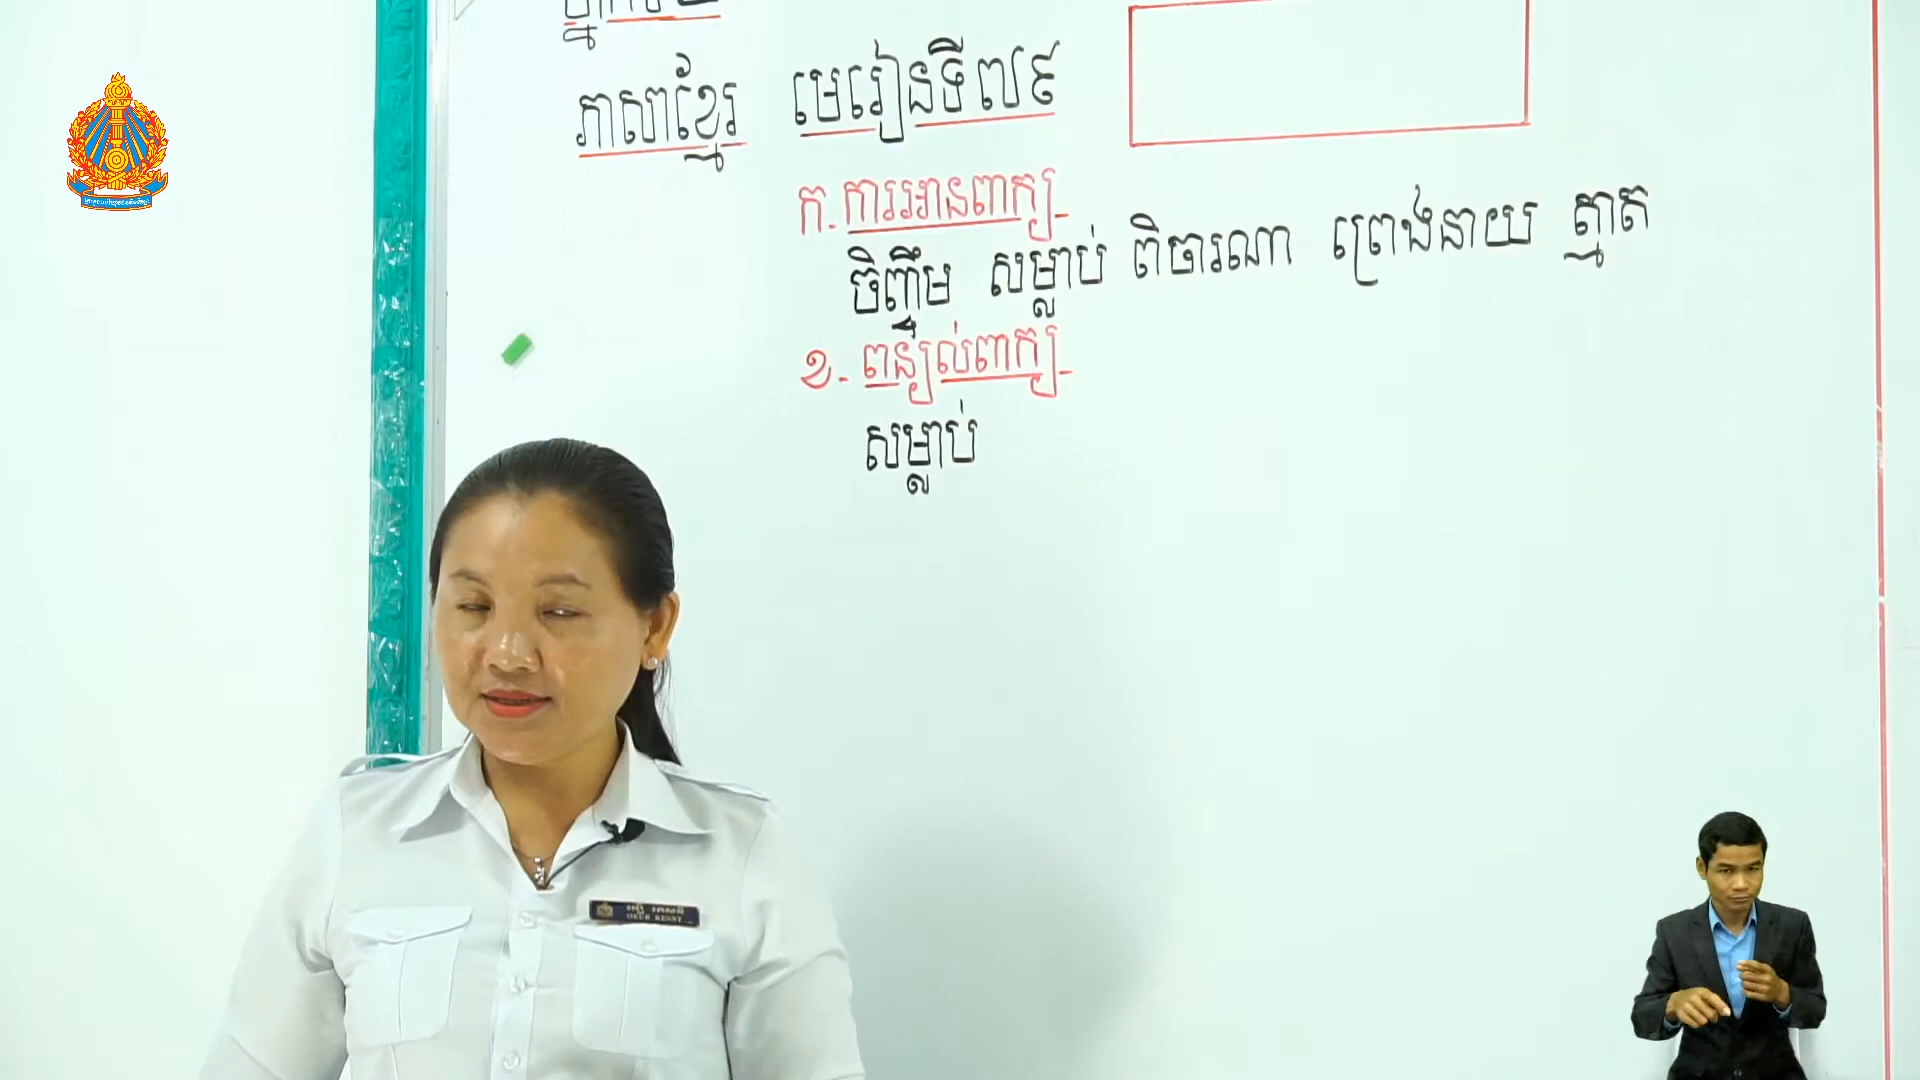 ភាសាខ្មែរ មេរៀនទី៧៩
ក. ការអានពាក្យ
ចិញ្ចឹម សម្លាប់ ពិចារណា ព្រេងនាយ ត្មាត
ខ. ពន្យល់ពាក្យ
សម្លាប់